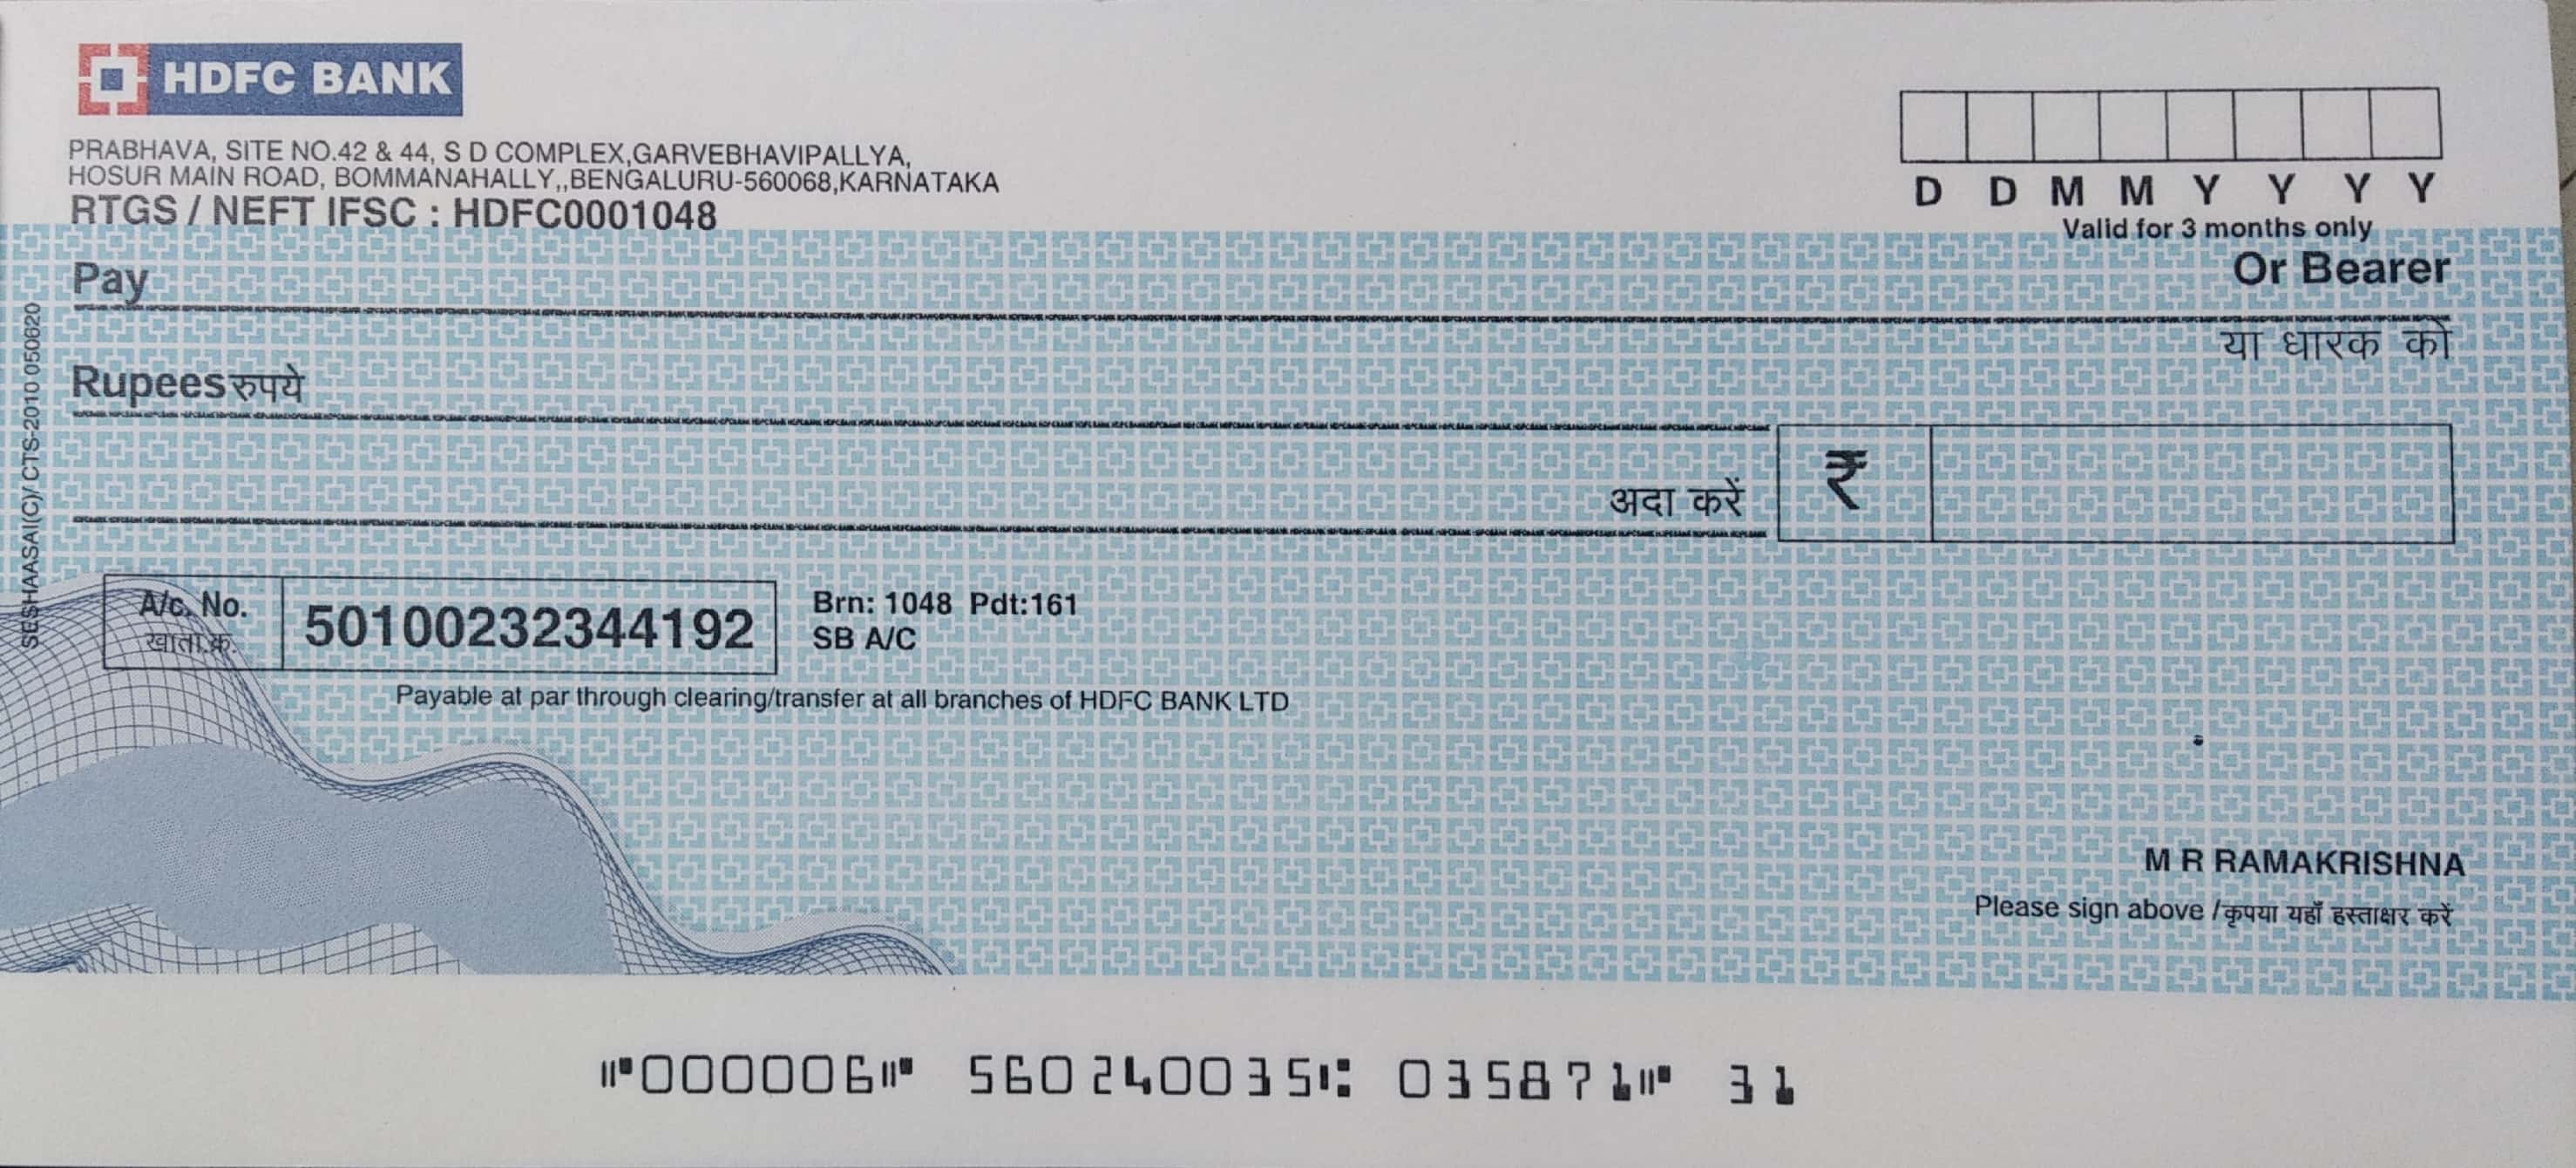 HDFC BANK
PRABHAVA, SITE NO.42 & 44, S D COMPLEX,GARVEBHAVIPALLYA,
HOSUR MAIN ROAD, BOMMANAHALLY,,BENGALURU-560068,KARNATAKA
RTGS / NEFT IFSC : HDFC0001048
D D M M Y Y Y Y
Valid for 3 months only
Pay
Or Bearer
या धारक को
Rupees रुपये
अदा करें
₹
A/c. No.
खाता क्र.
50100232344192
Brn: 1048 Pdt:161
SB A/C
Payable at par through clearing/transfer at all branches of HDFC BANK LTD
SESHAASAI(C)/ CTS-2010 050620
M R RAMAKRISHNA
Please sign above /कृपया यहाँ हस्ताक्षर करें
⑈000006⑈ 560240035⑆ 035871⑈ 31